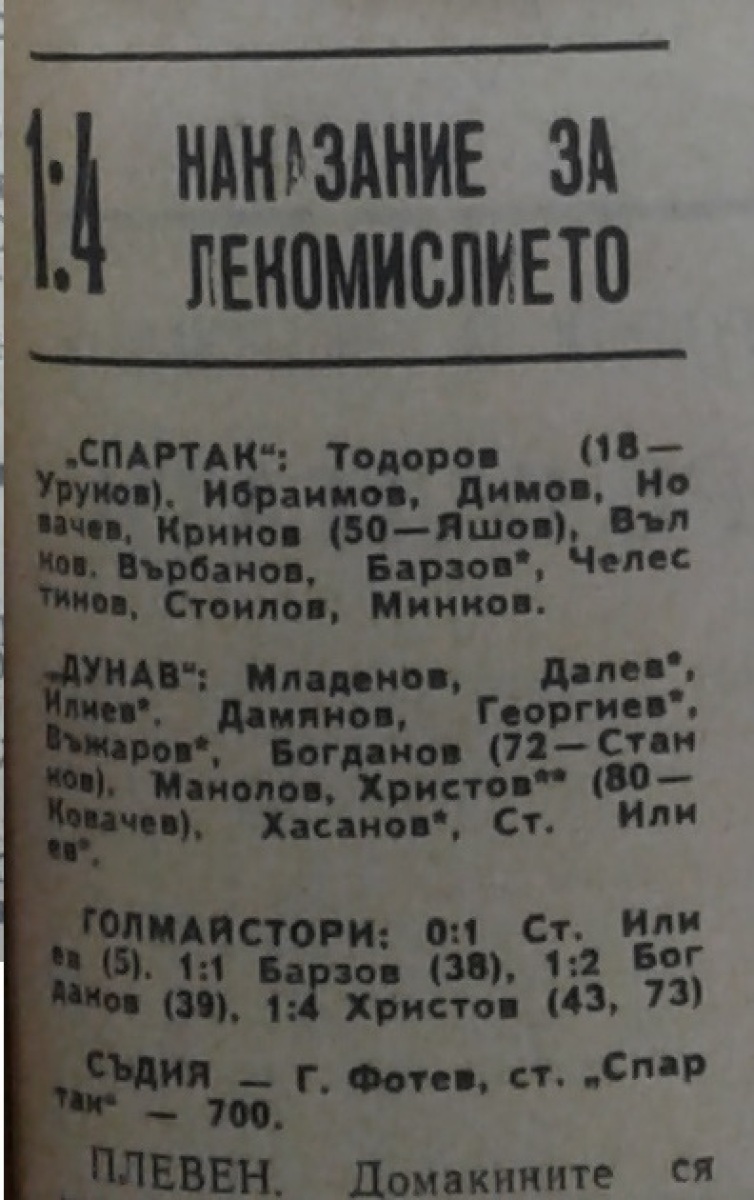 1:4
НАКАЗАНИЕ ЗА
ЛЕКОМИСЛИЕТО
„СПАРТАК“: Тодоров (18—
Уруков), Ибраимов, Димов, Но
вачев, Кринов (50—Яшов), Въл
ков, Върбанов, Барзов*, Челес
тинов, Стоилов, Минков.
„ДУНАВ“: Младенов, Далев*,
Илиев*, Дамянов, Георгиев*,
Въжаров*, Богданов (72—Стан
ков), Манолов, Христов** (80—
Ковачев), Хасанов*, Ст. Или
ев*.
ГОЛМАЙСТОРИ: 0:1 Ст. Или
ев (5), 1:1 Барзов (38), 1:2 Бог
данов (39), 1:4 Христов (43, 73)
СЪДИЯ — Г. Фотев, ст. „Спар
так“ — 700.
ПЛЕВЕН. Домакините ся